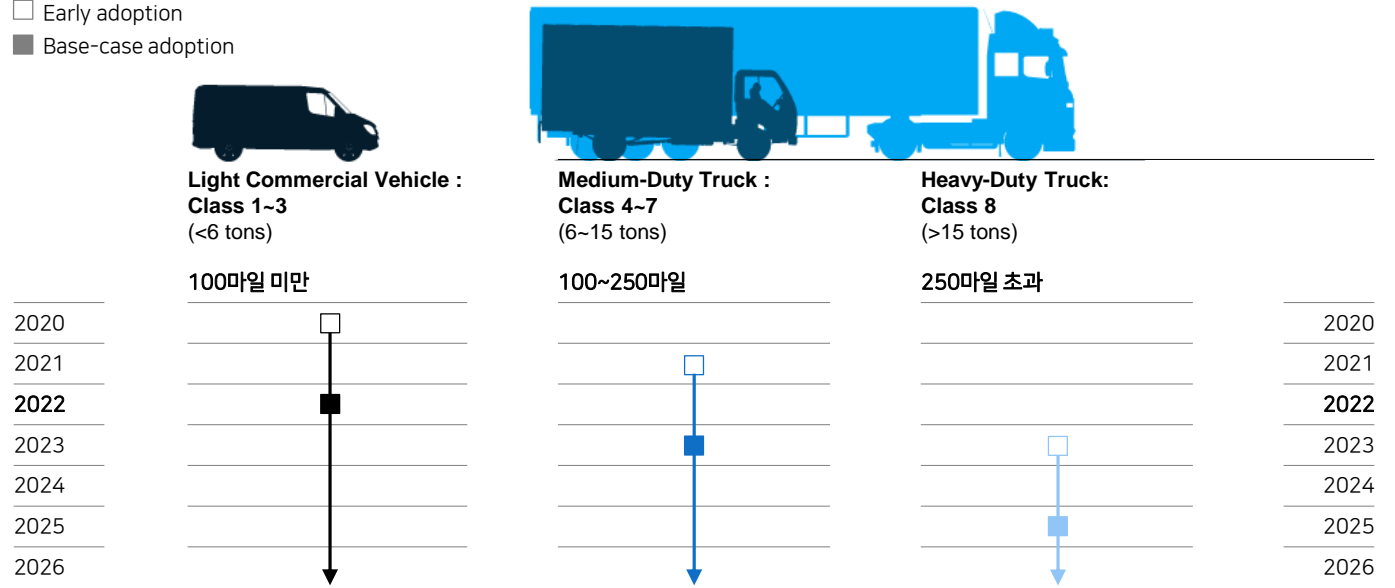 Early adoption
Base-case adoption
Light Commercial Vehicle :
Class 1~3
(<6 tons)
Medium-Duty Truck :
Class 4~7
(6~15 tons)
Heavy-Duty Truck:
Class 8
(>15 tons)
100마일 미만
100~250마일
250마일 초과
2020
2020
2021
2021
2022
2022
2023
2023
2024
2024
2025
2025
2026
2026